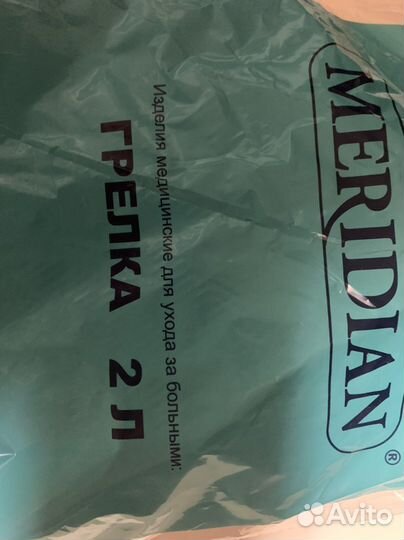 MERIDIAN®
Изделия медицинские для ухода за больными:
ГРЕЛКА 2 Л
Avito